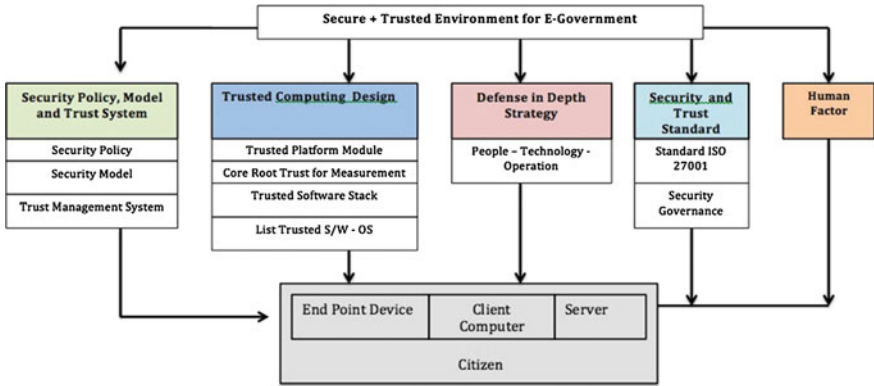 Secure + Trusted Environment for E-Government
Security Policy, Model
and Trust System
Security Policy
Security Model
Trust Management System
Trusted Computing Design
Trusted Platform Module
Core Root Trust for Measurement
Trusted Software Stack
List Trusted S/W - OS
Defense in Depth
Strategy
People – Technology -
Operation
Security and
Trust
Standard
Standard ISO
27001
Security
Governance
Human
Factor
End Point Device
Client
Computer
Server
Citizen